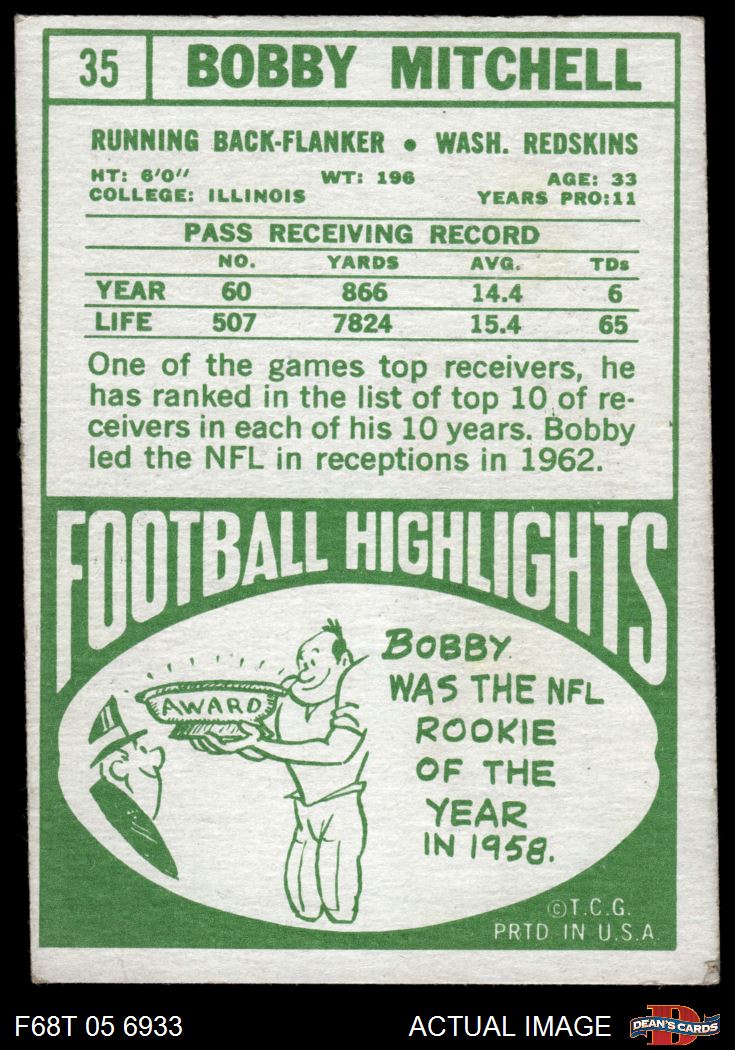 35 BOBBY MITCHELL
RUNNING BACK-FLANKER • WASH. REDSKINS
HT: 6'0" WT: 196 AGE: 33
COLLEGE: ILLINOIS YEARS PRO:11
PASS RECEIVING RECORD
NO. YARDS AVG. TDs
YEAR 60 866 14.4 6
LIFE 507 7824 15.4 65
One of the games top receivers, he
has ranked in the list of top 10 of re-
ceivers in each of his 10 years. Bobby
led the NFL in receptions in 1962.
FOOTBALL HIGHLIGHTS
AWARD
BOBBY
WAS THE NFL
ROOKIE
OF THE
YEAR
IN 1958.
©T.C.G.
PRTD IN U.S.A.
F68T 05 6933 ACTUAL IMAGE D DEAN'S CARDS